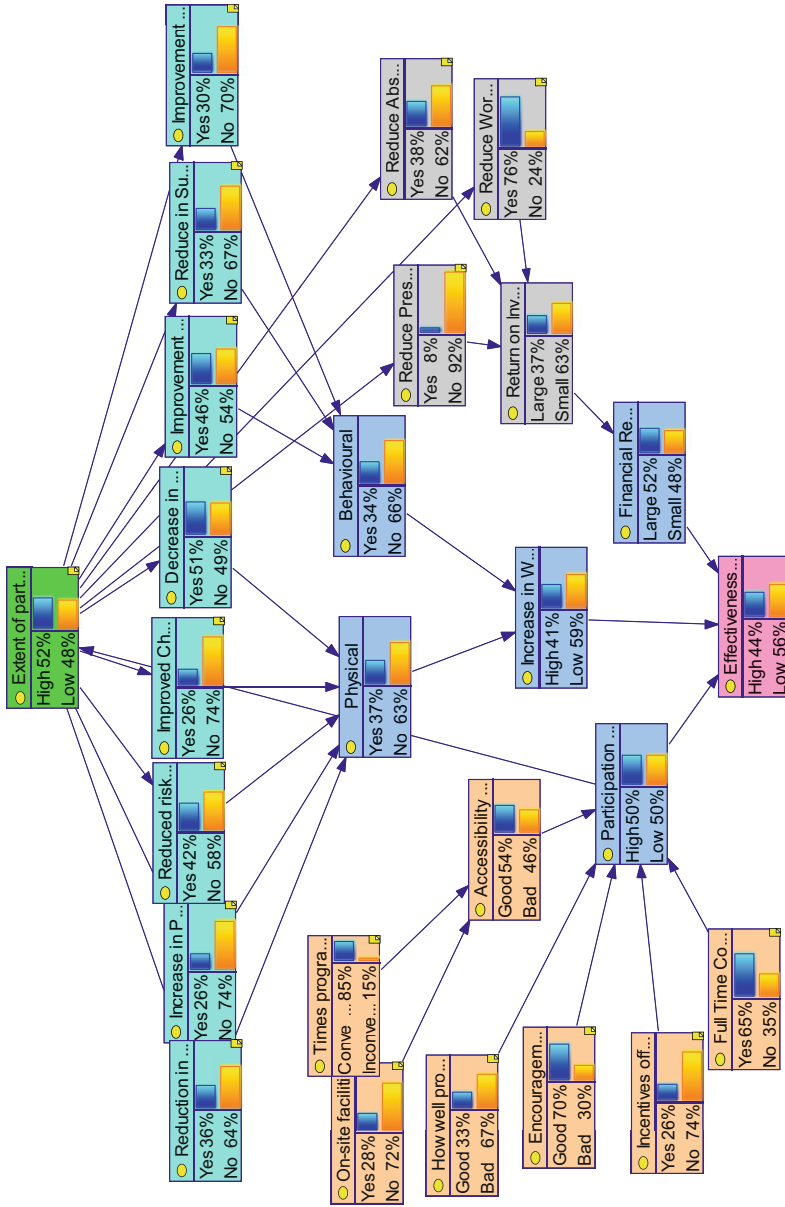 Improvement ...
Yes 30%
No 70%
Reduce in Su...
Yes 33%
No 67%
Improvement ...
Yes 46%
No 54%
Decrease in ...
Yes 51%
No 49%
Extent of part...
High 52%
Low 48%
Improved Ch...
Yes 26%
No 74%
Reduced risk...
Yes 42%
No 58%
Increase in P...
Yes 26%
No 74%
Reduction in ...
Yes 36%
No 64%
Reduce Abs...
Yes 38%
No 62%
Reduce Wor...
Yes 76%
No 24%
Reduce Pres...
Yes 8%
No 92%
Return on Inv...
Large 37%
Small 63%
Behavioural
Yes 34%
No 66%
Physical
Yes 37%
No 63%
Financial Re...
Large 52%
Small 48%
Increase in W...
High 41%
Low 59%
Effectiveness...
High 44%
Low 56%
Participation ...
High 50%
Low 50%
Accessibility ...
Good 54%
Bad 46%
Times progra...
Conve ... 85%
Inconve... 15%
On-site faciliti
Yes 28%
No 72%
How well pro...
Good 33%
Bad 67%
Encouragem...
Good 70%
Bad 30%
Incentives off...
Yes 26%
No 74%
Full Time Co...
Yes 65%
No 35%